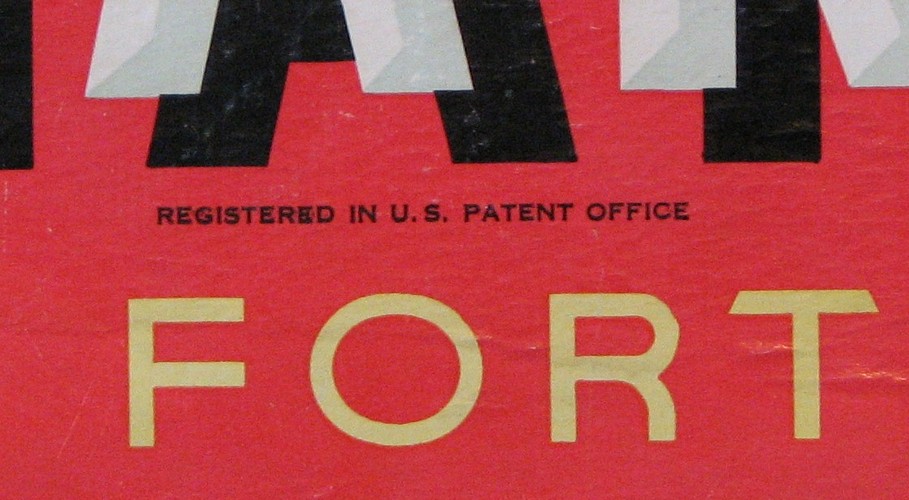 REGISTERED IN U.S. PATENT OFFICE
FORT